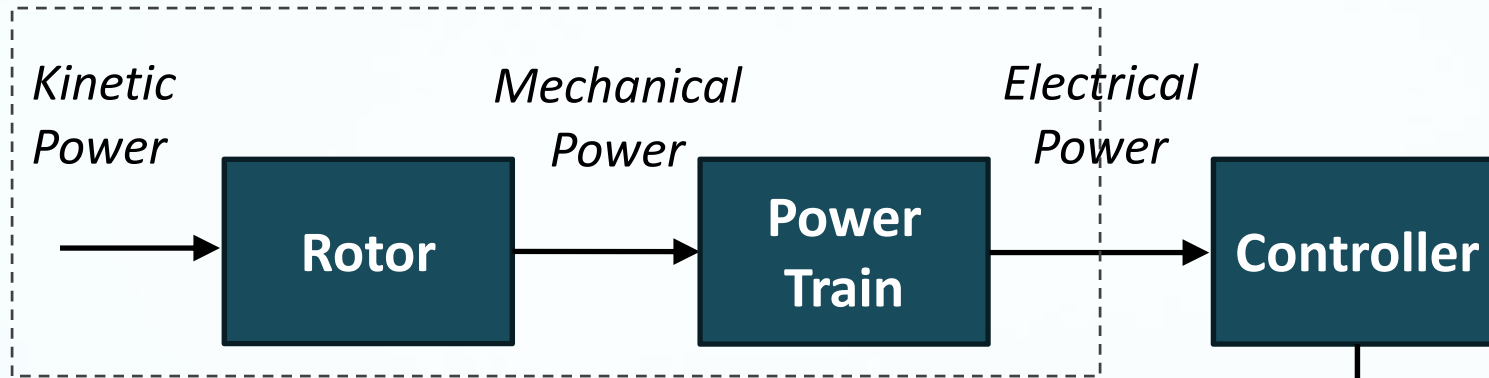 Kinetic
Power
Mechanical
Power
Electrical
Power
Rotor
Power
Train
Controller